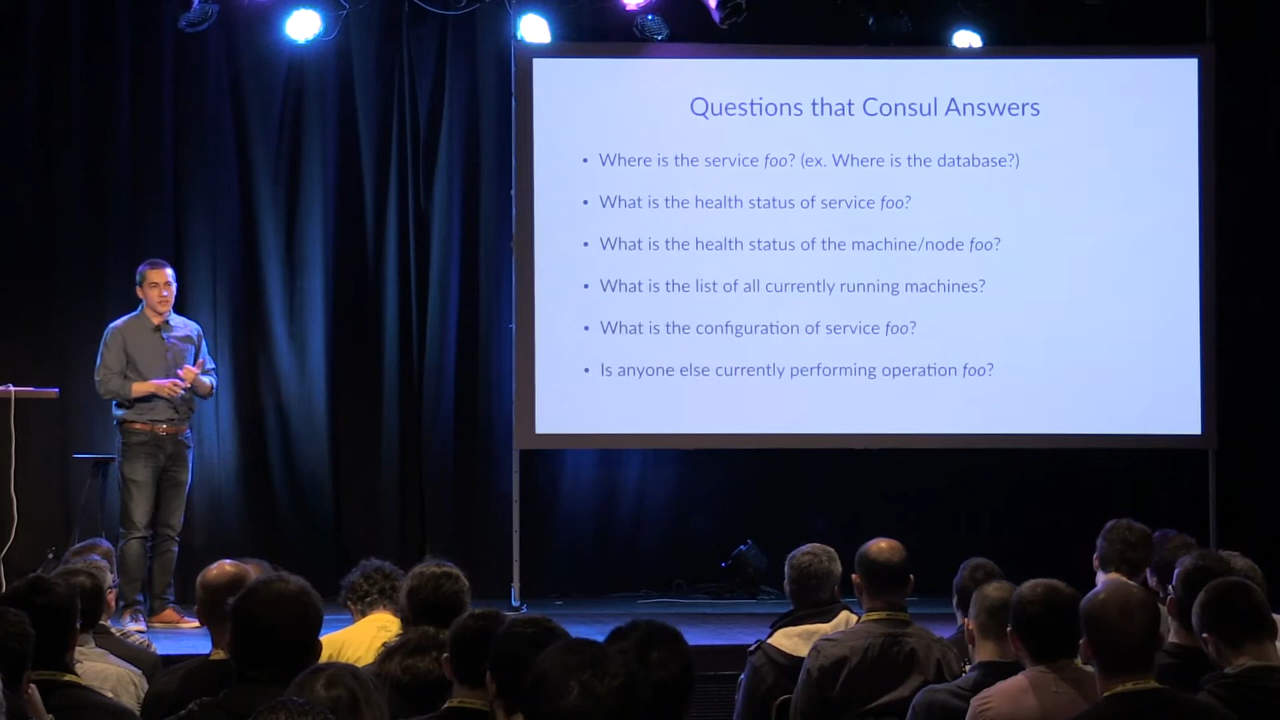 Questions that Consul Answers
• Where is the service foo? (ex. Where is the database?)
• What is the health status of service foo?
• What is the health status of the machine/node foo?
• What is the list of all currently running machines?
• What is the configuration of service foo?
• Is anyone else currently performing operation foo?